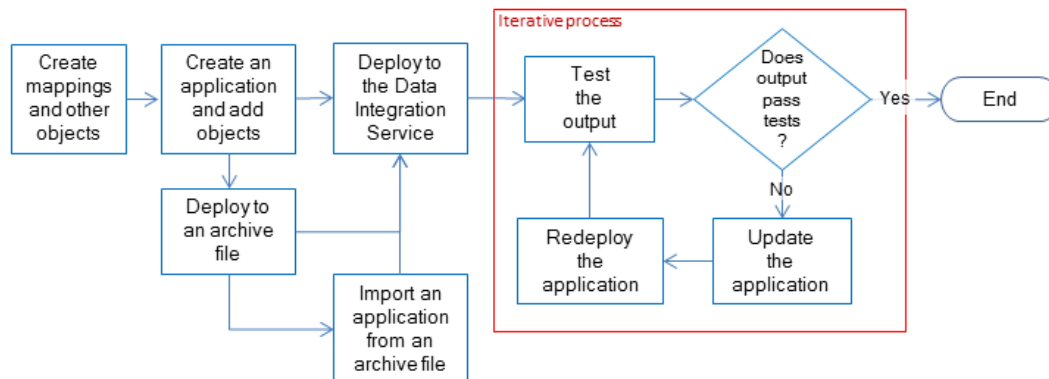 Iterative process
Create
mappings
and other
objects
Create an
application
and add
objects
Deploy to
the Data
Integration
Service
Test
the
output
Does
output
pass
tests
?
Yes
End
No
Deploy to
an archive
file
Redeploy
the
application
Update
the
application
Import an
application
from an
archive file